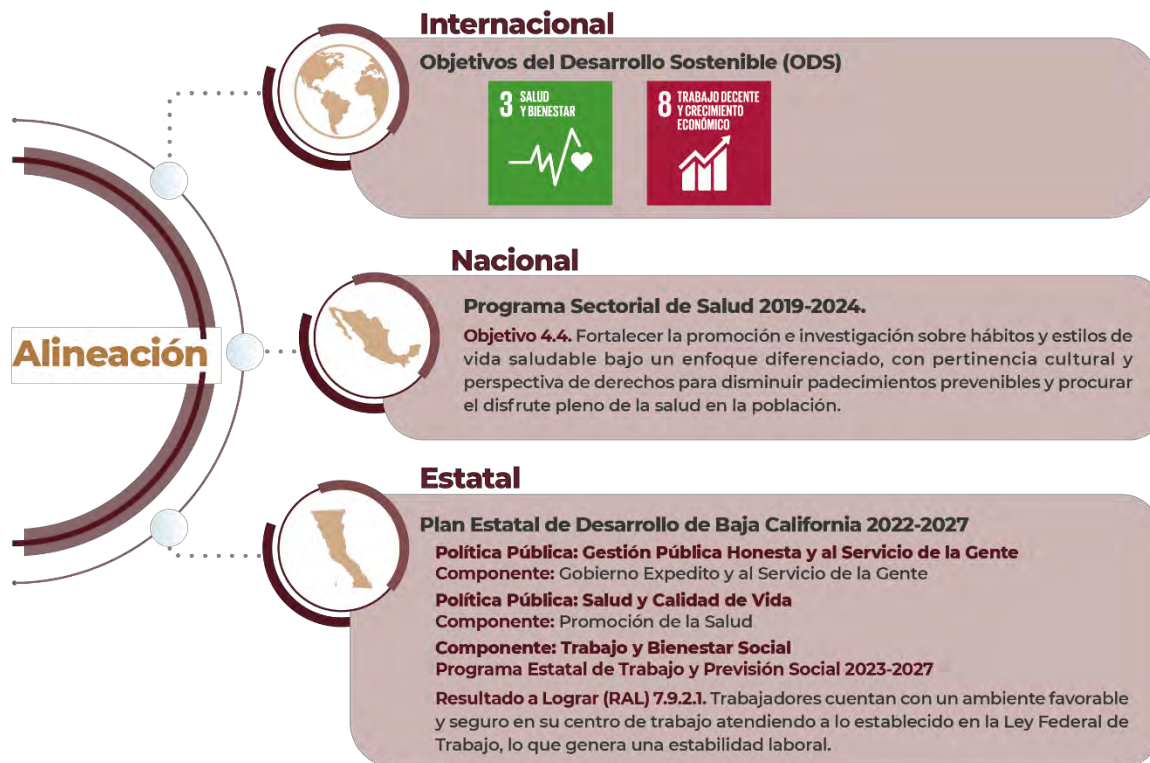 Internacional
Objetivos del Desarrollo Sostenible (ODS)
3 SALUD
Y BIENESTAR
8 TRABAJO DECENTE
Y CRECIMIENTO
ECONÓMICO
Alineación
Nacional
Programa Sectorial de Salud 2019-2024.
Objetivo 4.4. Fortalecer la promoción e investigación sobre hábitos y estilos de
vida saludable bajo un enfoque diferenciado, con pertinencia cultural y
perspectiva de derechos para disminuir padecimientos prevenibles y procurar
el disfrute pleno de la salud en la población.
Estatal
Plan Estatal de Desarrollo de Baja California 2022-2027
Política Pública: Gestión Pública Honesta y al Servicio de la Gente
Componente: Gobierno Expedito y al Servicio de la Gente
Política Pública: Salud y Calidad de Vida
Componente: Promoción de la Salud
Componente: Trabajo y Bienestar Social
Programa Estatal de Trabajo y Previsión Social 2023-2027
Resultado a Lograr (RAL) 7.9.2.1. Trabajadores cuentan con un ambiente favorable
y seguro en su centro de trabajo atendiendo a lo establecido en la Ley Federal de
Trabajo, lo que genera una estabilidad laboral.